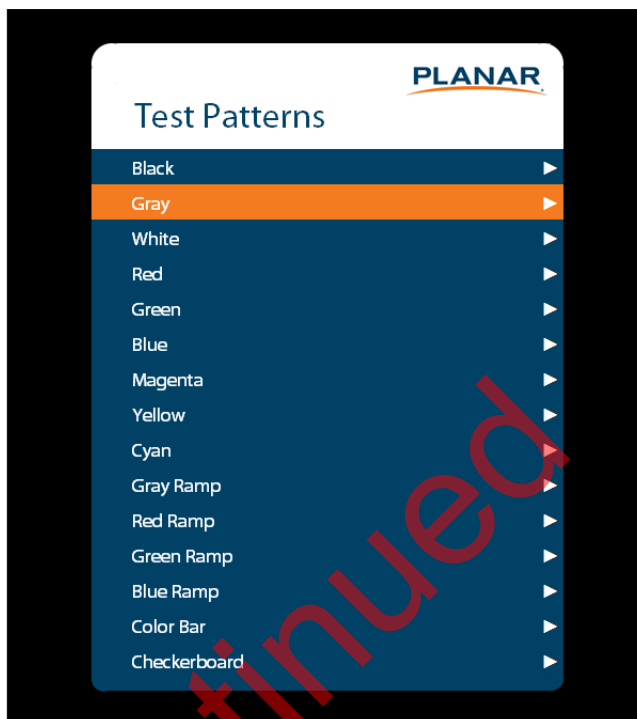 PLANAR
Test Patterns
Black
Gray
White
Red
Green
Blue
Magenta
Yellow
Cyan
Gray Ramp
Red Ramp
Green Ramp
Blue Ramp
Color Bar
Checkerboard
tinued